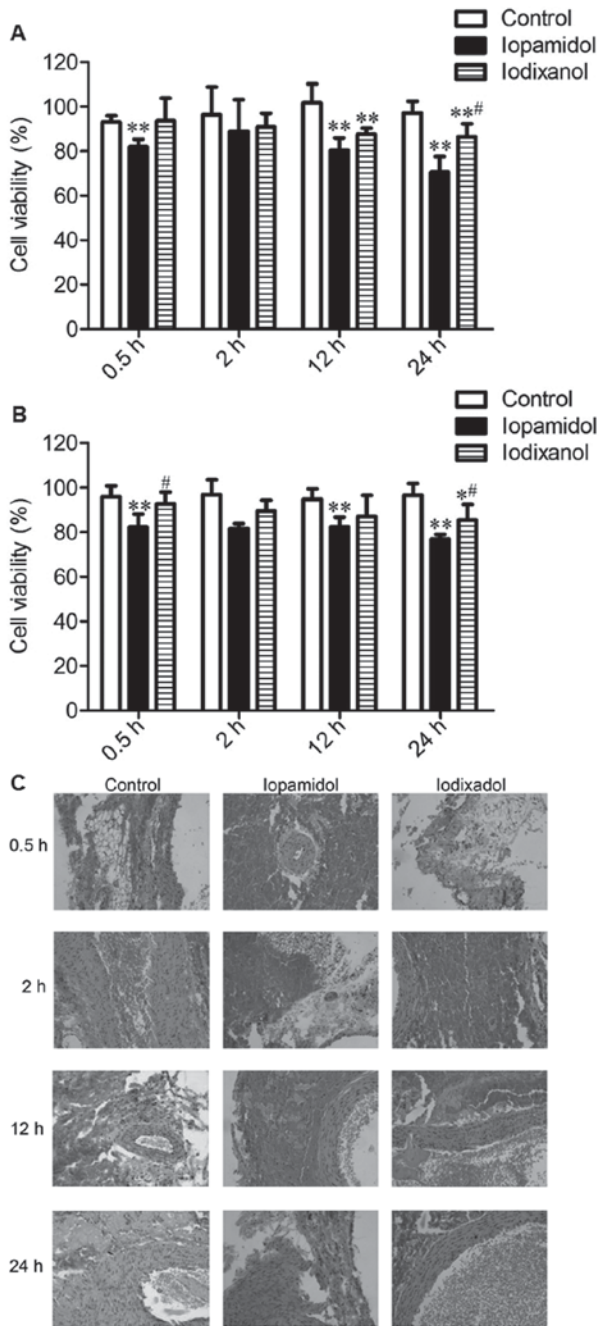 A
Control
Iopamidol
Iodixanol
Cell viability (%)
120
100
80
60
40
20
0
**
** **
** **#
0.5 h 2 h 12 h 24 h
B
Control
Iopamidol
Iodixanol
Cell viability (%)
120
100
80
60
40
20
0
** #
**
** *#
0.5 h 2 h 12 h 24 h
C
Control Iopamidol Iodixadol
0.5 h
2 h
12 h
24 h